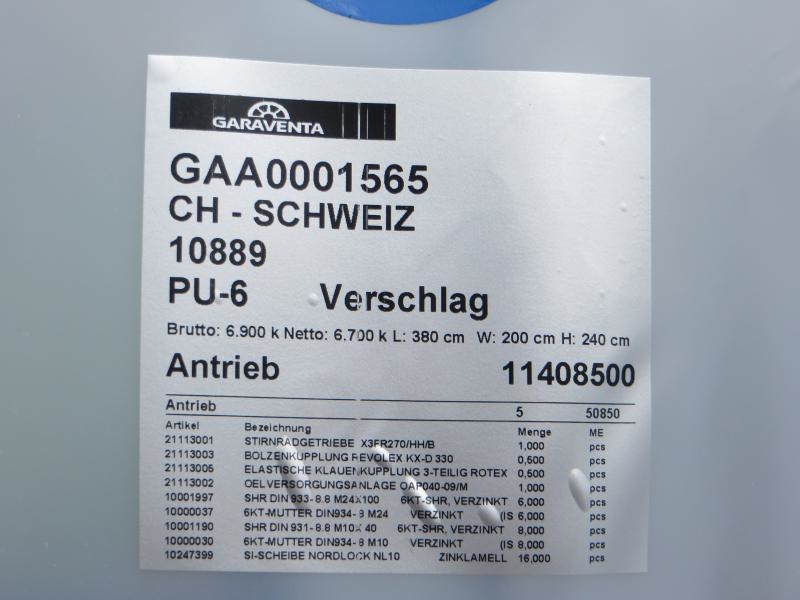 GARAVENTA
GAA0001565
CH - SCHWEIZ
10889
PU-6 Verschlag
Brutto: 6.900 k Netto: 6.700 k L: 380 cm W: 200 cm H: 240 cm
Antrieb 11408500
Antrieb 5 50850
Artikel Bezeichnung Menge ME
21113001 STIRNRADGETRIEBE X3FR270/HH/B 1,000 pcs
21113003 BOLZENKUPPLUNG REVOLEX KX-D 330 0,500 pcs
21113005 ELASTISCHE KLAUENKUPPLUNG 3-TEILIG ROTEX 0,500 pcs
21113002 OELVERSORGUNGSANLAGE OAP040-09/M 1,000 pcs
10001997 SHR DIN 933- 8.8 M24X100 6KT-SHR, VERZINKT 6,000 pcs
10000037 6KT-MUTTER DIN934- 8 M24 VERZINKT (IS 6,000 pcs
10001190 SHR DIN 931- 8.8 M10X 40 6KT-SHR, VERZINKT 8,000 pcs
10000030 6KT-MUTTER DIN934- 8 M10 VERZINKT (IS 8,000 pcs
10247399 SI-SCHEIBE NORDLOCK NL10 ZINKLAMELL 16,000 pcs